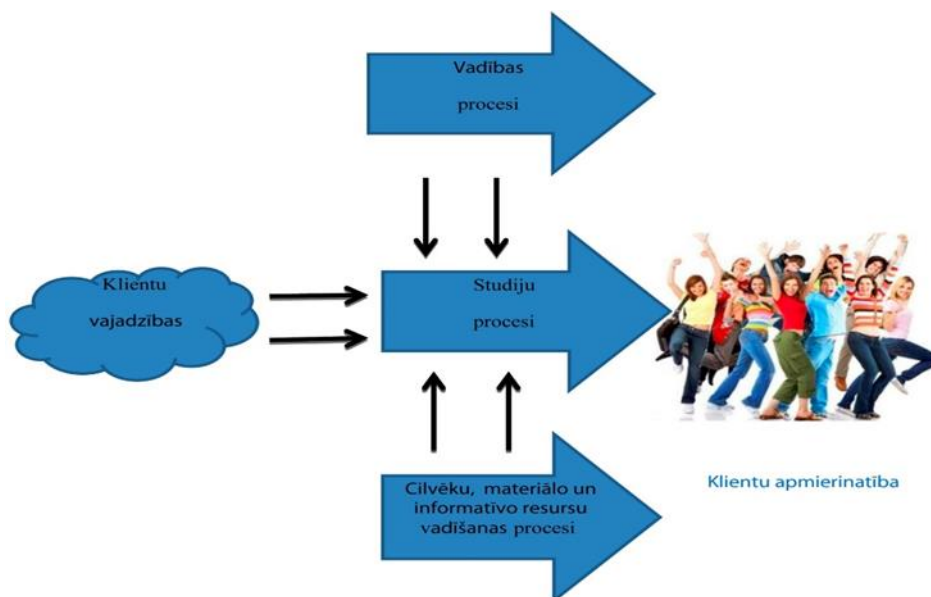 Vadības
procesi
Klientu
vajadzības
Studiju
procesi
Cilvēku, materiālo un
informatīvo resursu
vadīšanas procesi
Klientu apmierinatība